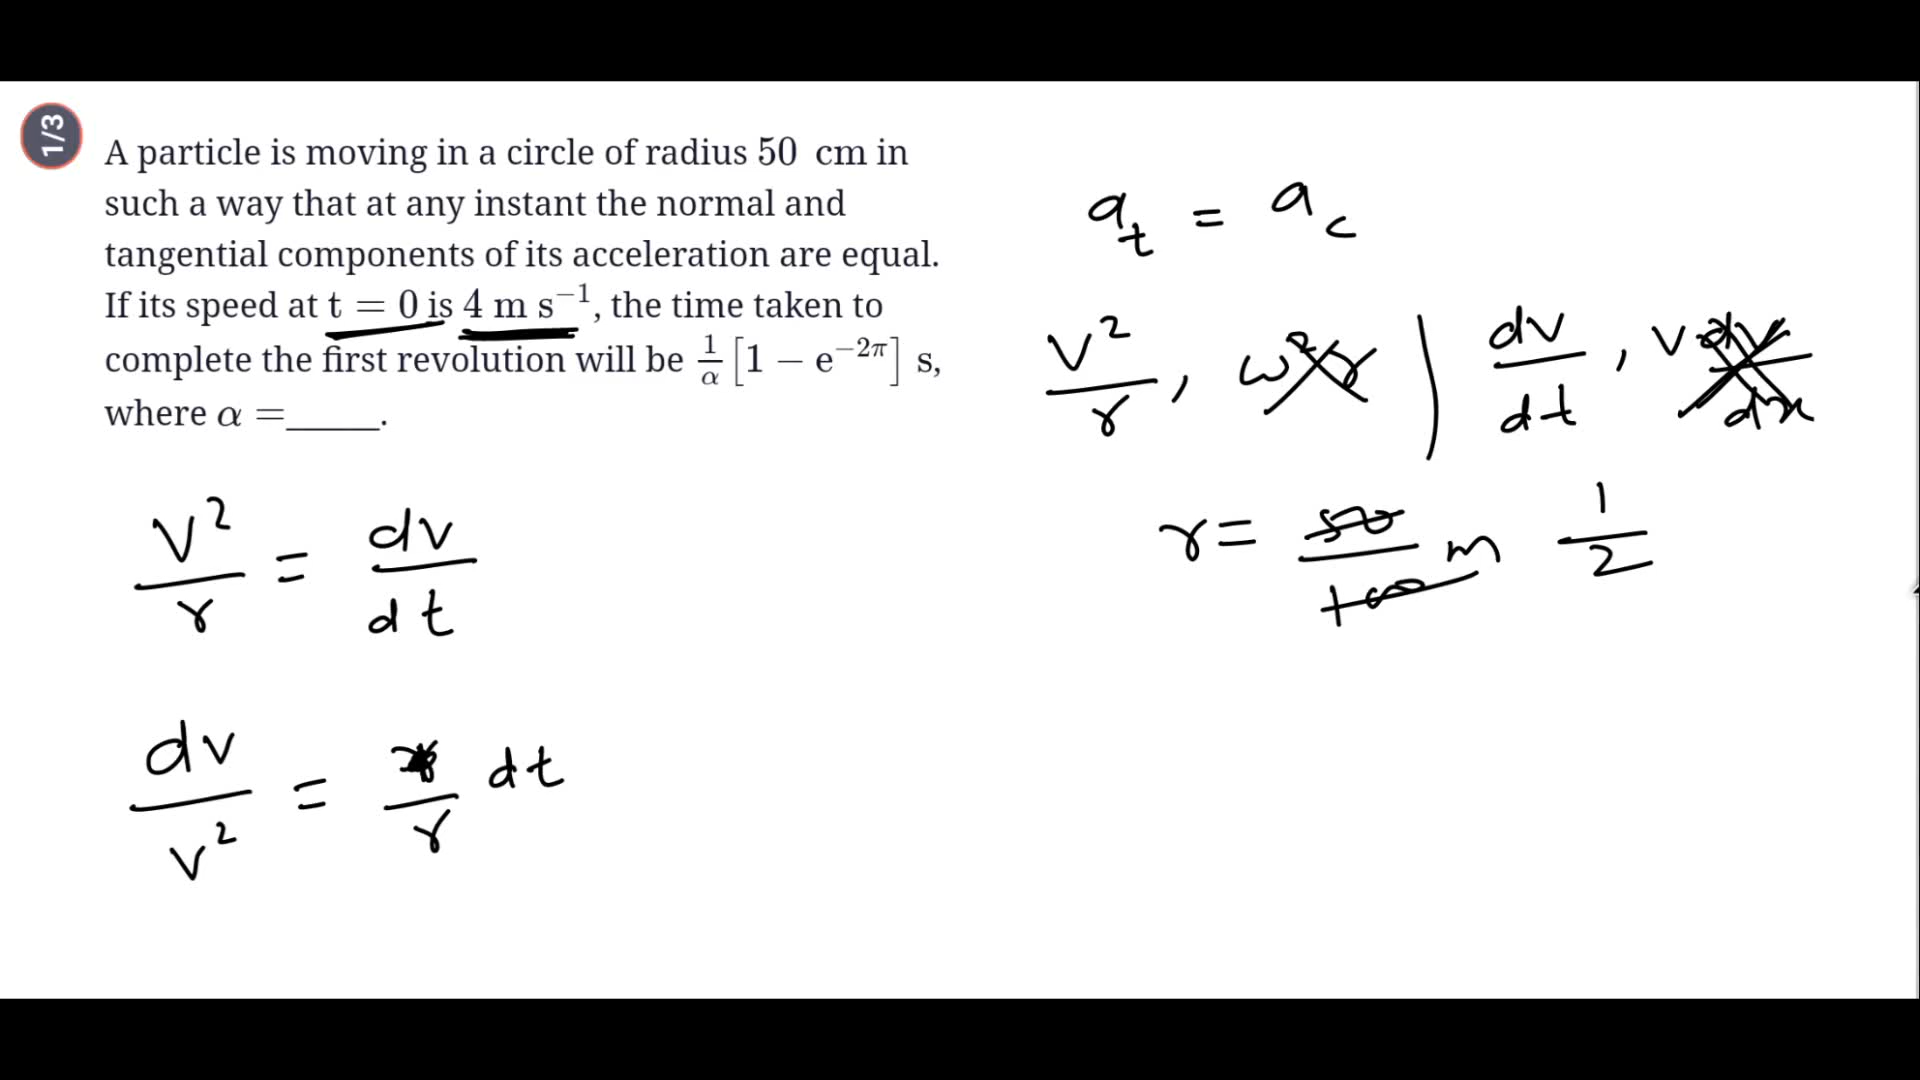 1/3
A particle is moving in a circle of radius 50 cm in
such a way that at any instant the normal and
tangential components of its acceleration are equal.
If its speed at t = 0 is 4 m s⁻¹, the time taken to
complete the first revolution will be 1/α [1 − e^{−2π}] s,
where α =_____.
a_t = a_c
v²/r , ω²r | dv/dt , v dv/dx
r = 50/100 m 1/2
v²/r = dv/dt
dv/v² = /r dt